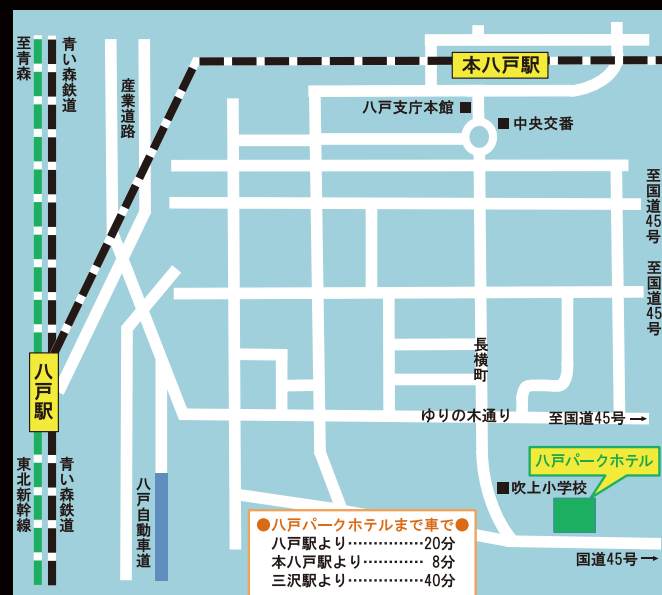 至青森
青い森鉄道
産業道路
本八戸駅
八戸支庁本館
中央交番
至国道45号
至国道45号
長横町
八戸駅
ゆりの木通り
至国道45号
八戸パークホテル
吹上小学校
東北新幹線
青い森鉄道
八戸自動車道
●八戸パークホテルまで車で●
八戸駅より……………20分
本八戸駅より………… 8分
三沢駅より……………40分
国道45号